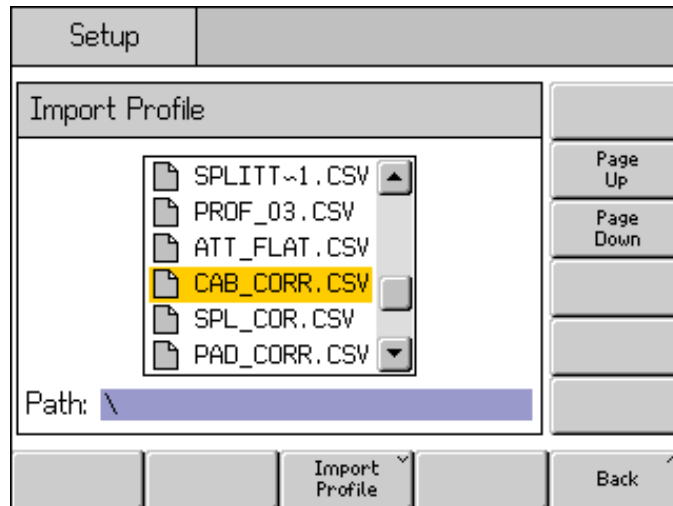 Setup
Import Profile
SPLITT~1.CSV
PROF_03.CSV
ATT_FLAT.CSV
CAB_CORR.CSV
SPL_COR.CSV
PAD_CORR.CSV
Path: \
Page
Up
Page
Down
Import
Profile
Back